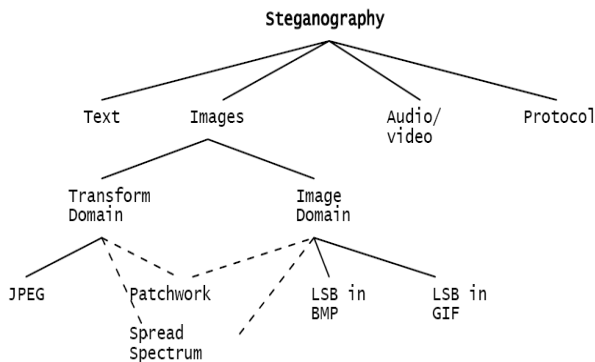 Steganography
Text Images Audio/ Protocol
video
Transform Image
Domain Domain
JPEG Patchwork LSB in LSB in
BMP GIF
Spread
Spectrum